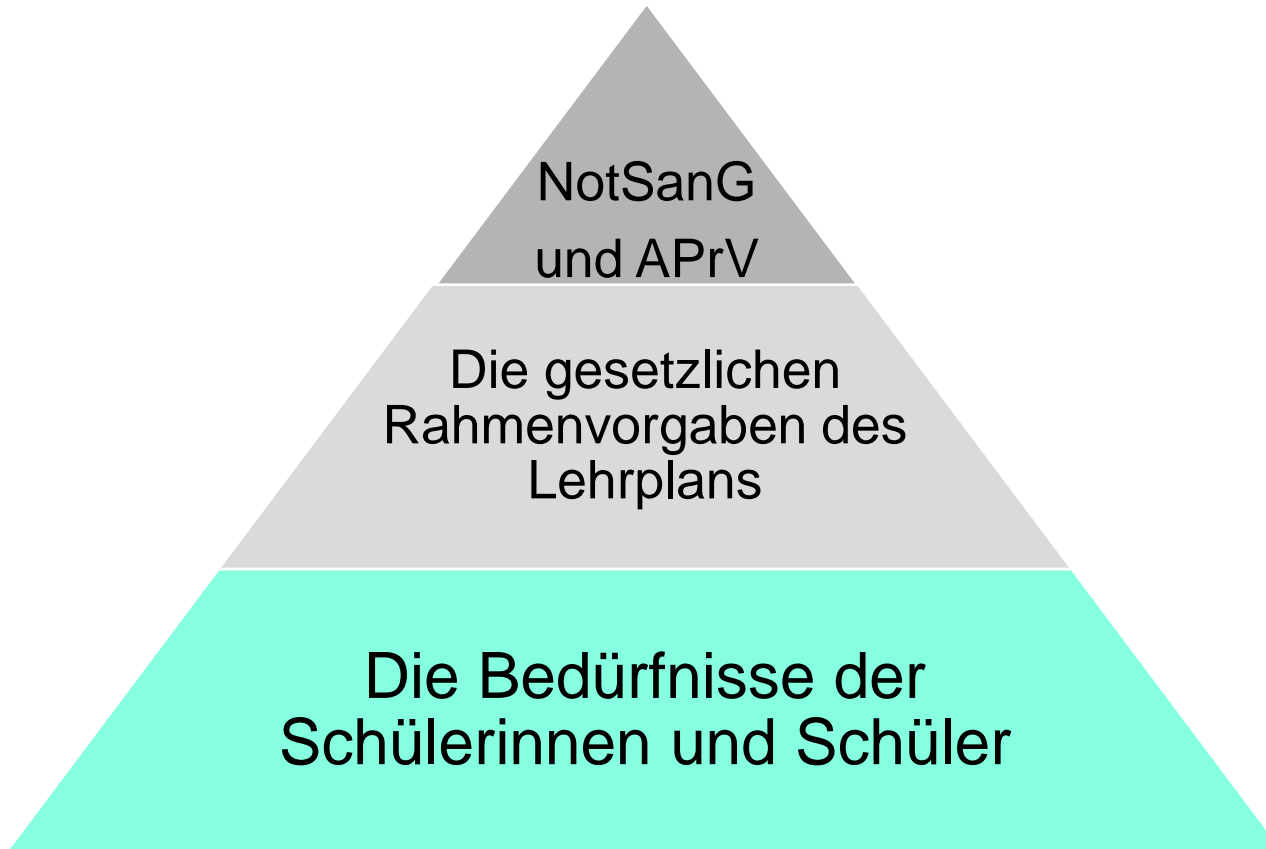 NotSanG
und APrV
Die gesetzlichen
Rahmenvorgaben des
Lehrplans
Die Bedürfnisse der
Schülerinnen und Schüler